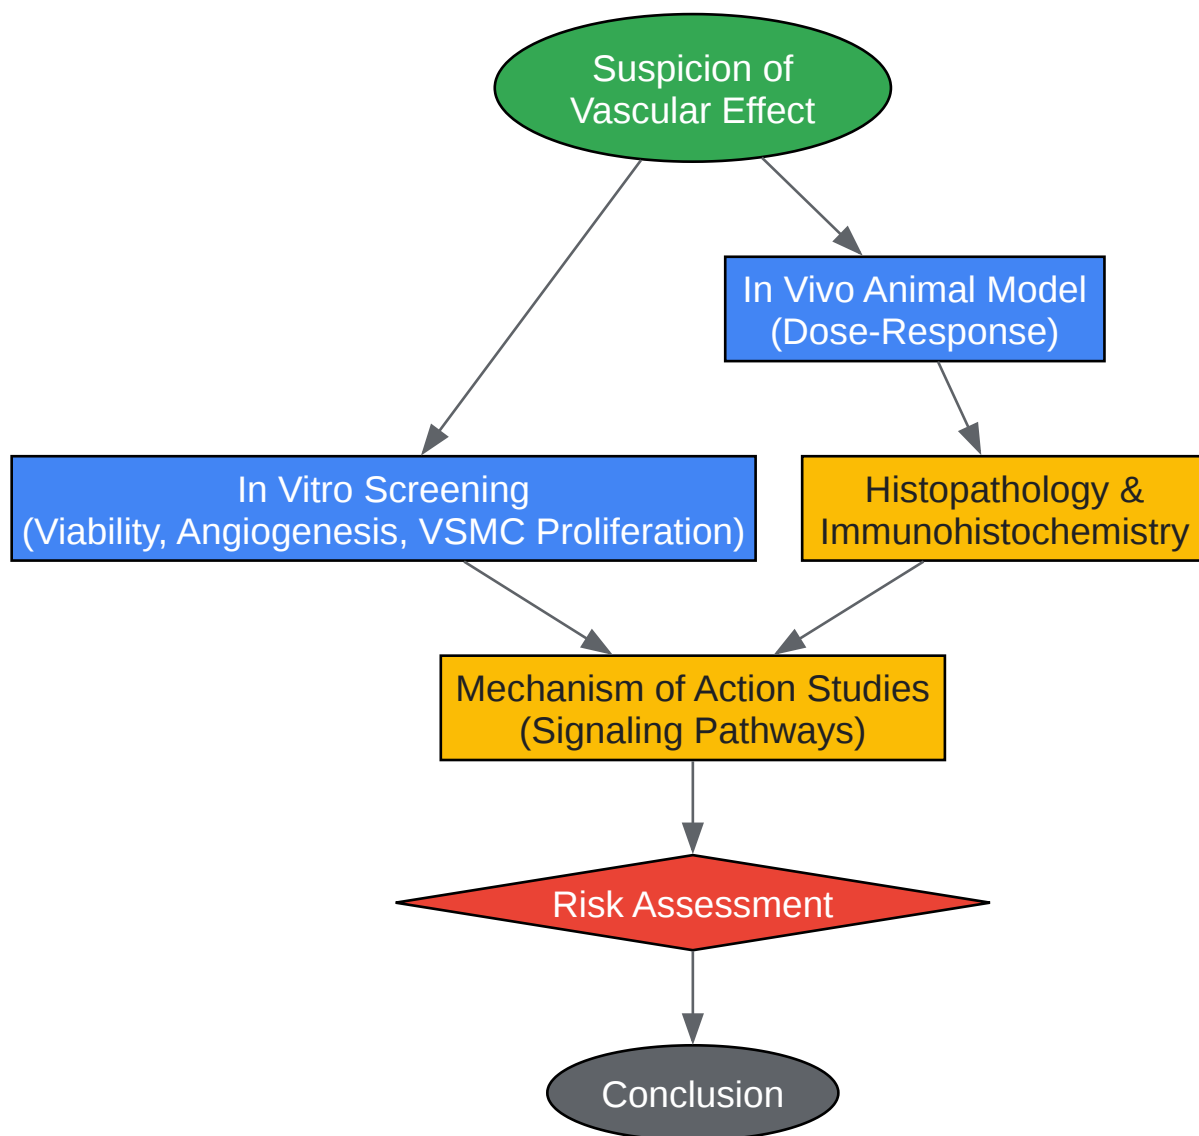 Suspicion of
Vascular Effect
In Vivo Animal Model
(Dose-Response)
In Vitro Screening
(Viability, Angiogenesis, VSMC Proliferation)
Histopathology &
Immunohistochemistry
Mechanism of Action Studies
(Signaling Pathways)
Risk Assessment
Conclusion